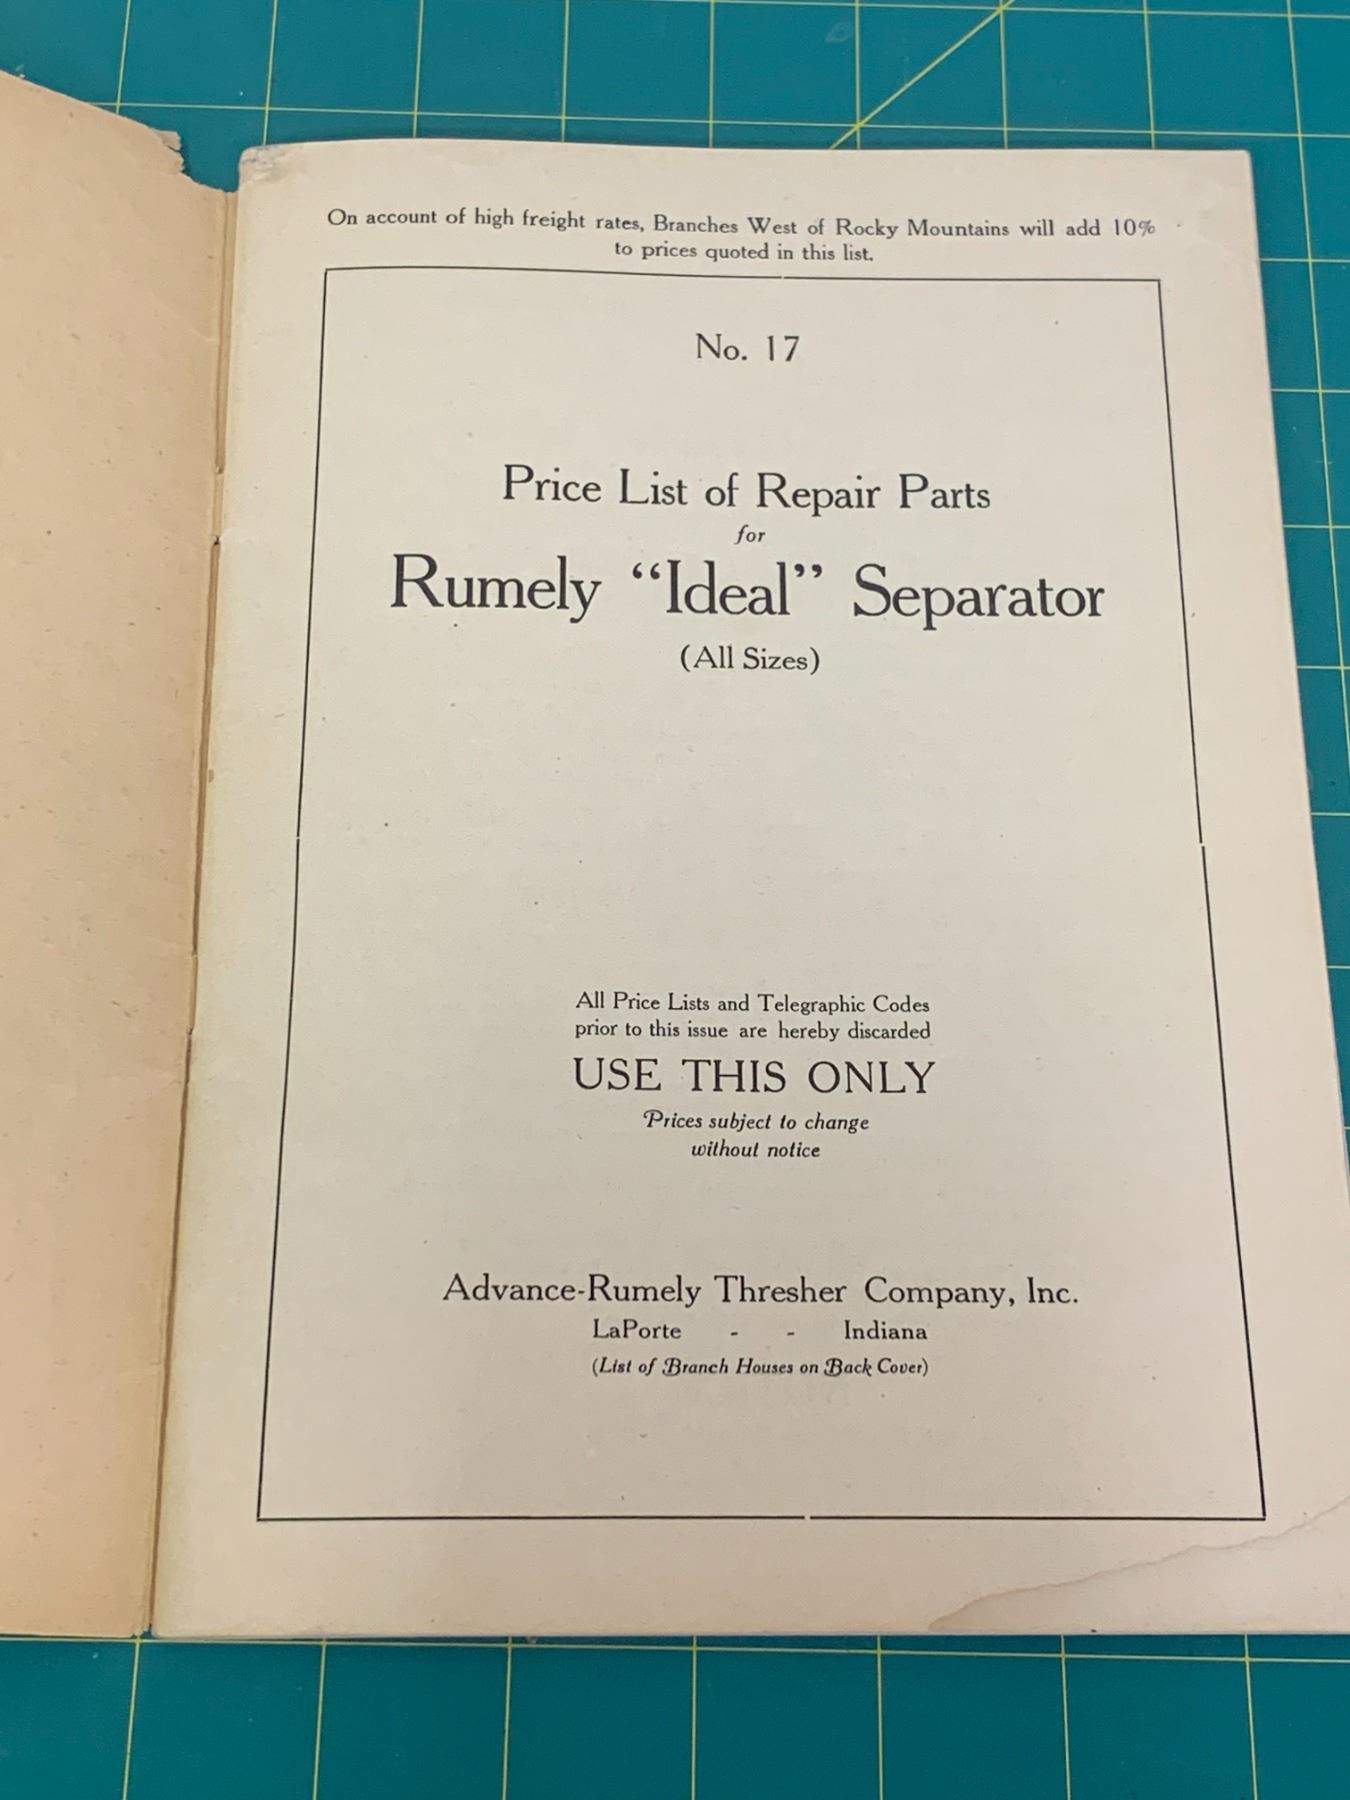 On account of high freight rates, Branches West of Rocky Mountains will add 10%
to prices quoted in this list.
No. 17
Price List of Repair Parts
for
Rumely “Ideal” Separator
(All Sizes)
All Price Lists and Telegraphic Codes
prior to this issue are hereby discarded
USE THIS ONLY
Prices subject to change
without notice
Advance-Rumely Thresher Company, Inc.
LaPorte - - Indiana
(List of Branch Houses on Back Cover)